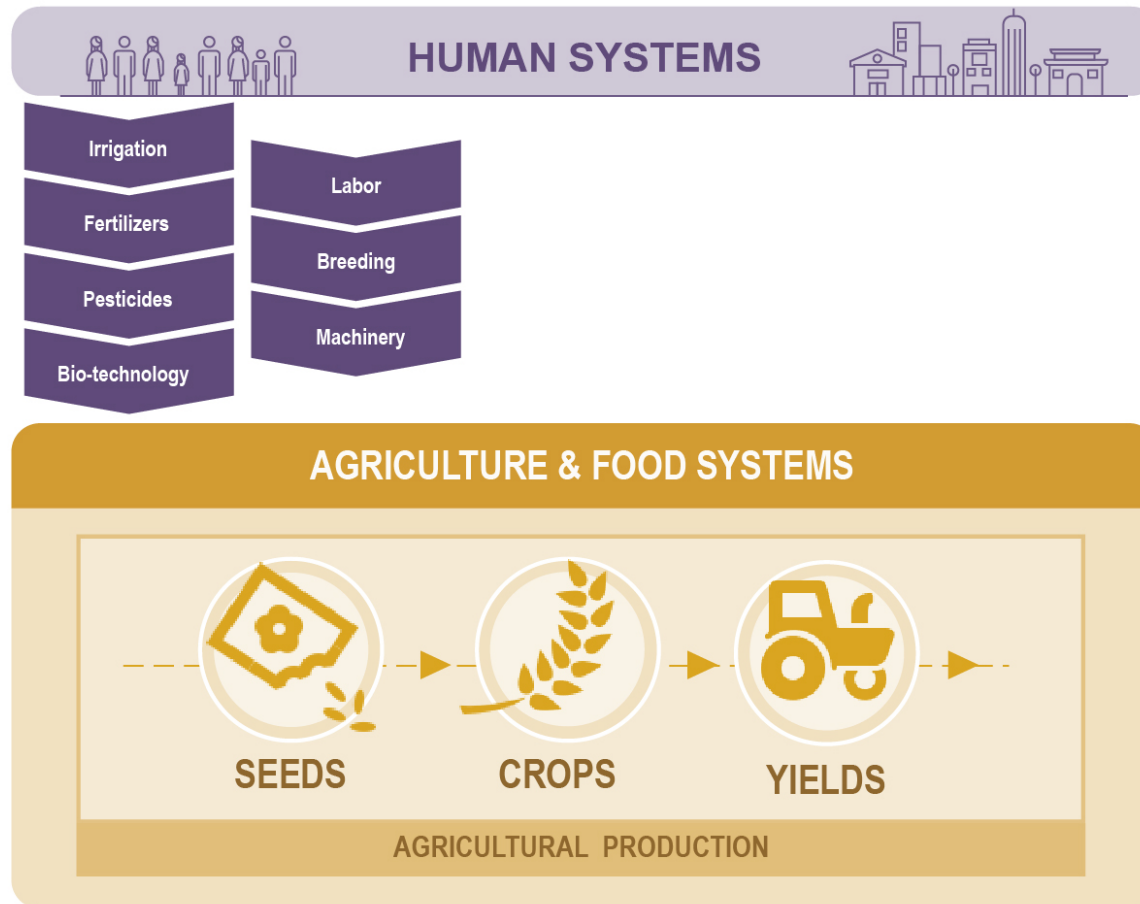 HUMAN SYSTEMS
Irrigation
Fertilizers
Pesticides
Bio-technology
Labor
Breeding
Machinery
AGRICULTURE & FOOD SYSTEMS
SEEDS
CROPS
YIELDS
AGRICULTURAL PRODUCTION